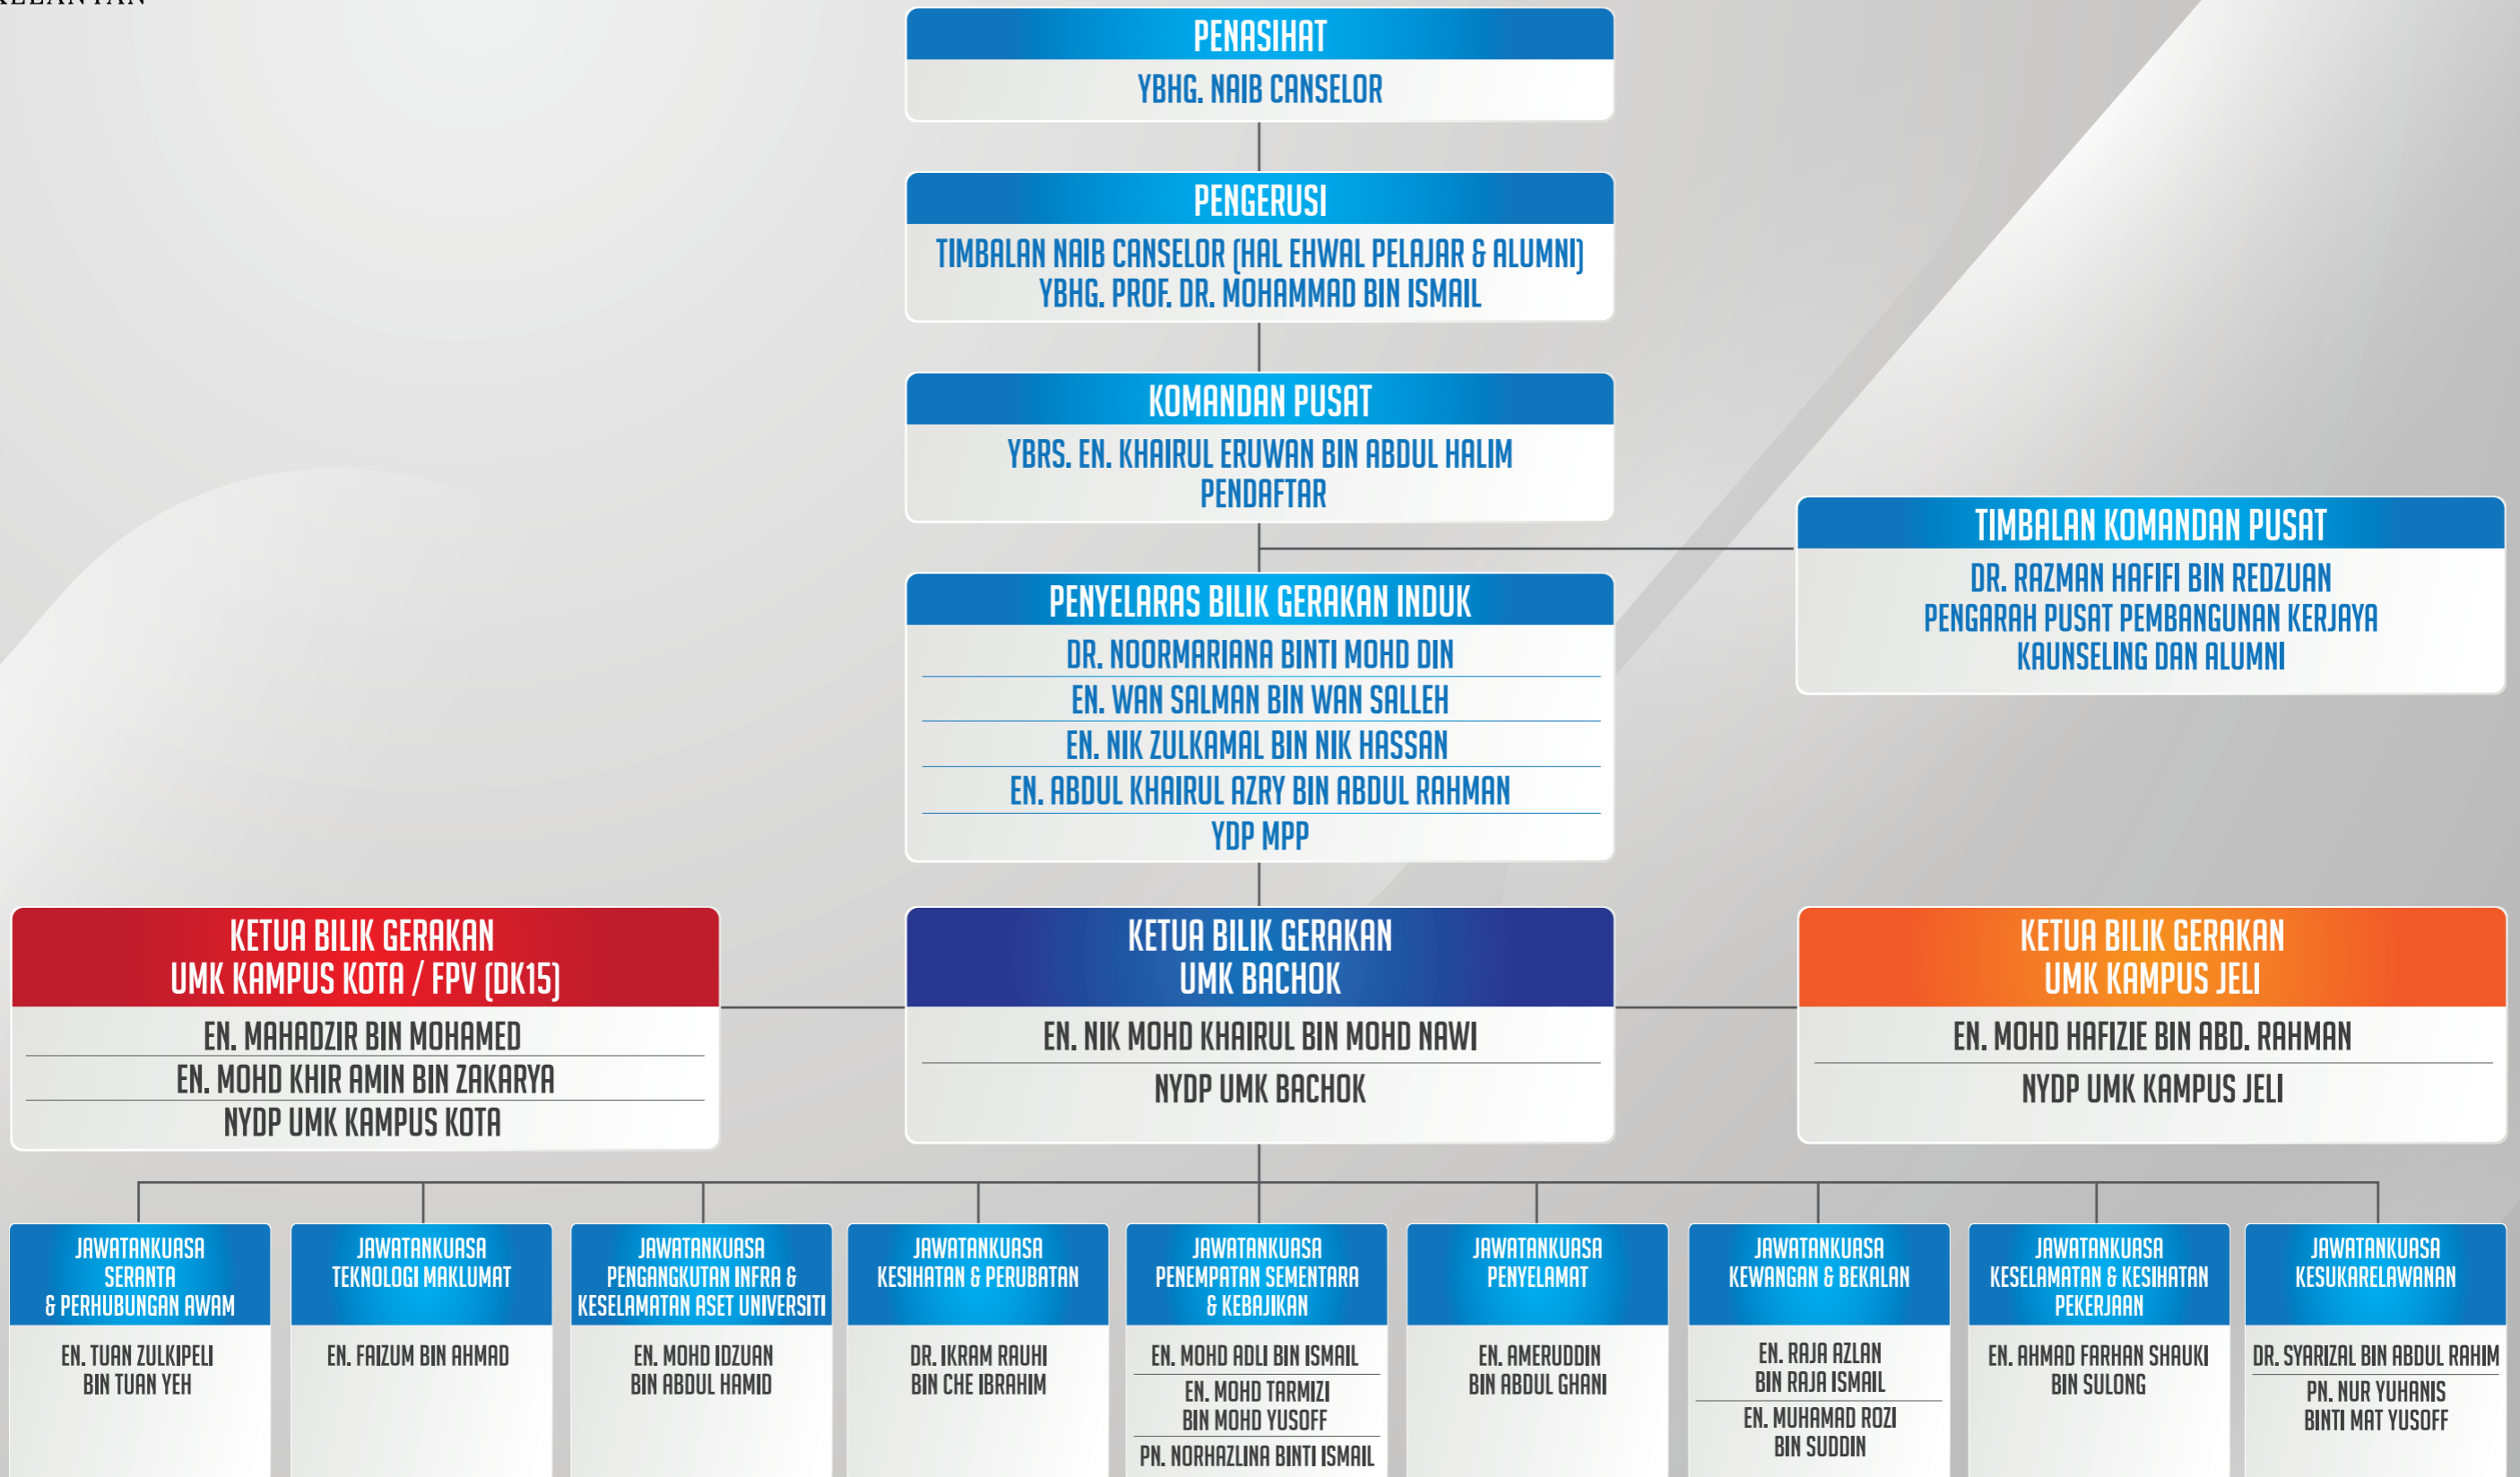 PENASIHAT
YBHG. NAIB CANSELOR
PENGERUSI
TIMBALAN NAIB CANSELOR (HAL EHWAL PELAJAR & ALUMNI)
YBHG. PROF. DR. MOHAMMAD BIN ISMAIL
KOMANDAN PUSAT
YBRS. EN. KHAIRUL ERUWAN BIN ABDUL HALIM
PENDAFTAR
TIMBALAN KOMANDAN PUSAT
DR. RAZMAN HAFIFI BIN REDZUAN
PENGARAH PUSAT PEMBANGUNAN KERJAYA
KAUNSELING DAN ALUMNI
PENYELARAS BILIK GERAKAN INDUK
DR. NOORMARIANA BINTI MOHD DIN
EN. WAN SALMAN BIN WAN SALLEH
EN. NIK ZULKAMAL BIN NIK HASSAN
EN. ABDUL KHAIRUL AZRY BIN ABDUL RAHMAN
YDP MPP
KETUA BILIK GERAKAN
UMK KAMPUS KOTA / FPV (DK15)
EN. MAHADZIR BIN MOHAMED
EN. MOHD KHIR AMIN BIN ZAKARYA
NYDP UMK KAMPUS KOTA
KETUA BILIK GERAKAN
UMK BACHOK
EN. NIK MOHD KHAIRUL BIN MOHD NAWI
NYDP UMK BACHOK
KETUA BILIK GERAKAN
UMK KAMPUS JELI
EN. MOHD HAFIZIE BIN ABD. RAHMAN
NYDP UMK KAMPUS JELI
JAWATANKUASA
SERANTA
& PERHUBUNGAN AWAM
EN. TUAN ZULKIPELI
BIN TUAN YEH
JAWATANKUASA
TEKNOLOGI MAKLUMAT
EN. FAIZUM BIN AHMAD
JAWATANKUASA
PENGANGKUTAN INFRA &
KESELAMATAN ASET UNIVERSITI
EN. MOHD IDZUAN
BIN ABDUL HAMID
JAWATANKUASA
KESIHATAN & PERUBATAN
DR. IKRAM RAUHI
BIN CHE IBRAHIM
JAWATANKUASA
PENEMPATAN SEMENTARA
& KEBAJIKAN
EN. MOHD ADLI BIN ISMAIL
EN. MOHD TARMIZI
BIN MOHD YUSOFF
PN. NORHAZLINA BINTI ISMAIL
JAWATANKUASA
PENYELAMAT
EN. AMERUDDIN
BIN ABDUL GHANI
JAWATANKUASA
KEWANGAN & BEKALAN
EN. RAJA AZLAN
BIN RAJA ISMAIL
EN. MUHAMAD ROZI
BIN SUDDIN
JAWATANKUASA
KESELAMATAN & KESIHATAN
PEKERJAAN
EN. AHMAD FARHAN SHAUKI
BIN SULONG
JAWATANKUASA
KESUKARELAWANAN
DR. SYARIZAL BIN ABDUL RAHIM
PN. NUR YUHANIS
BINTI MAT YUSOFF